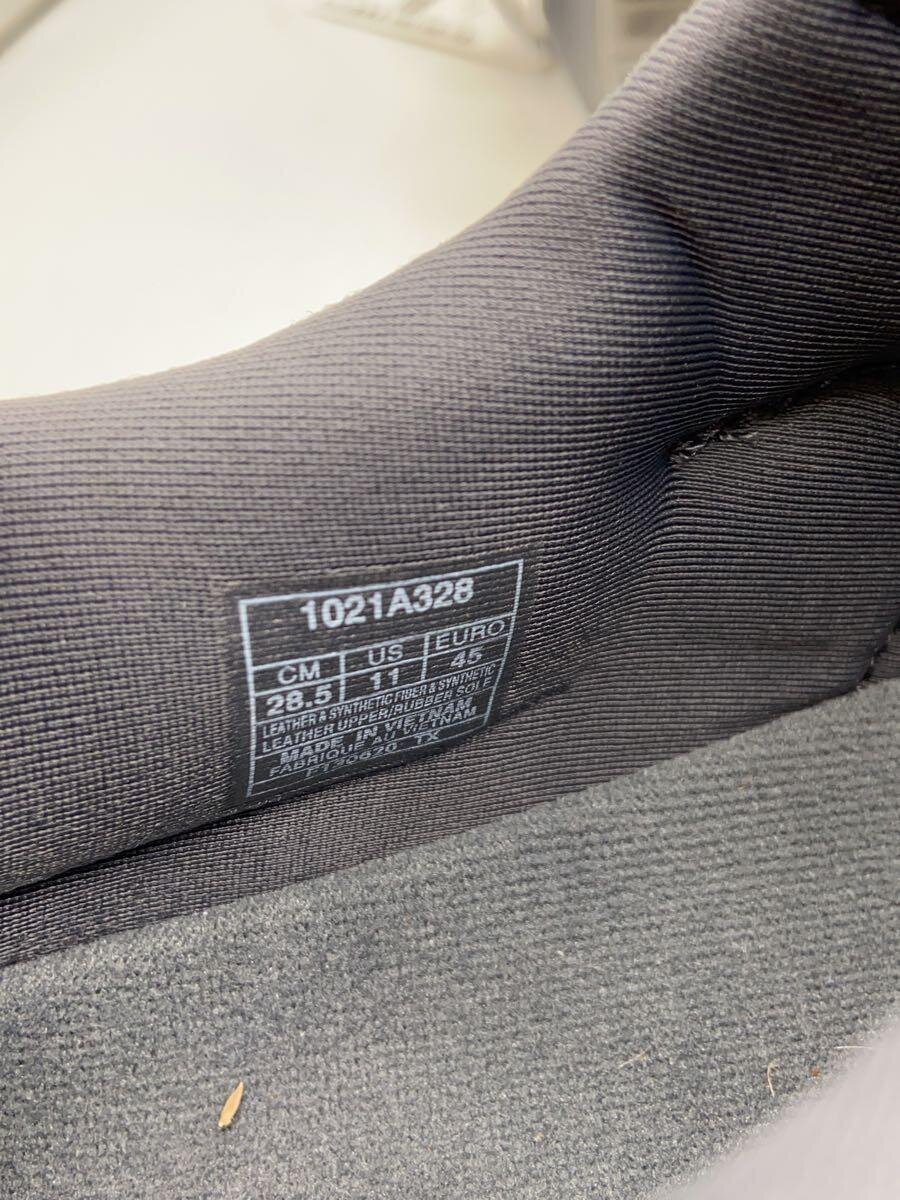 1021A328
CM US EURO
28.5 11 45
LEATHER & SYNTHETIC FIBER & SYNTHETIC
LEATHER UPPER/RUBBER SOLE
MADE IN VIETNAM
FABRIQUE AU VIETNAM
TX